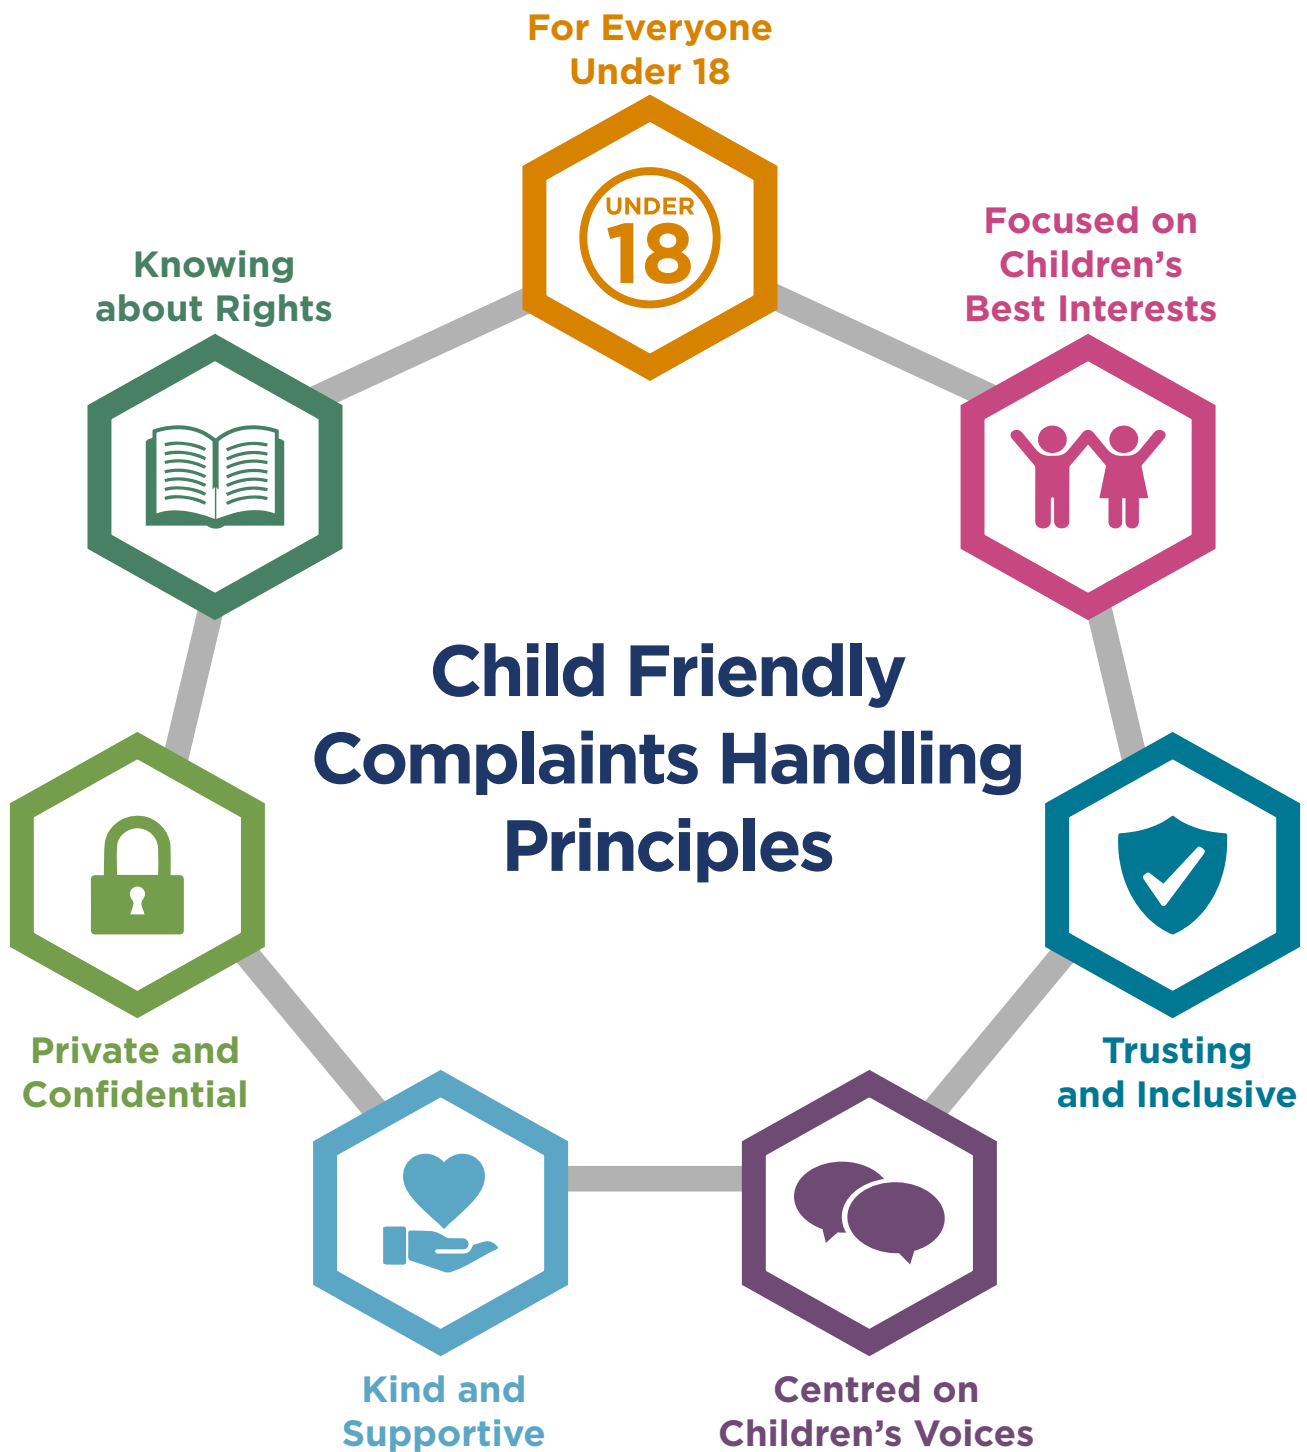 For Everyone
Under 18
UNDER
18
Focused on
Children’s
Best Interests
Knowing
about Rights
Child Friendly
Complaints Handling
Principles
Private and
Confidential
Trusting
and Inclusive
Kind and
Supportive
Centred on
Children’s Voices